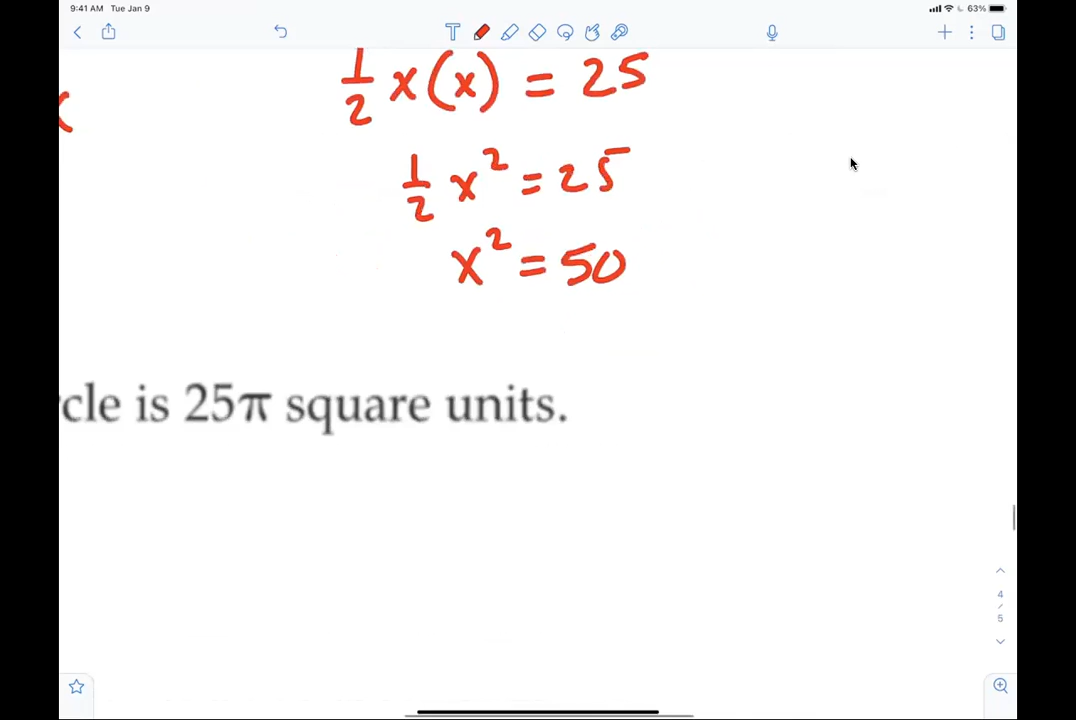 9:41 AM Tue Jan 9
63%
T
1/2 x(x) = 25
1/2 x² = 25
x² = 50
cle is 25π square units.
4
/
5